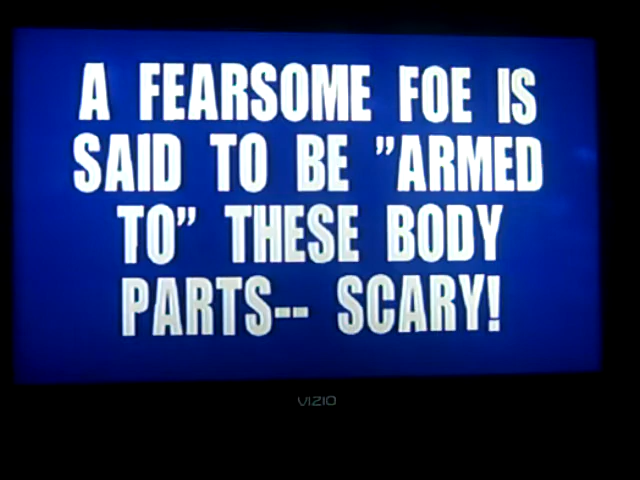 A FEARSOME FOE IS
SAID TO BE "ARMED
TO" THESE BODY
PARTS-- SCARY!
VIZIO